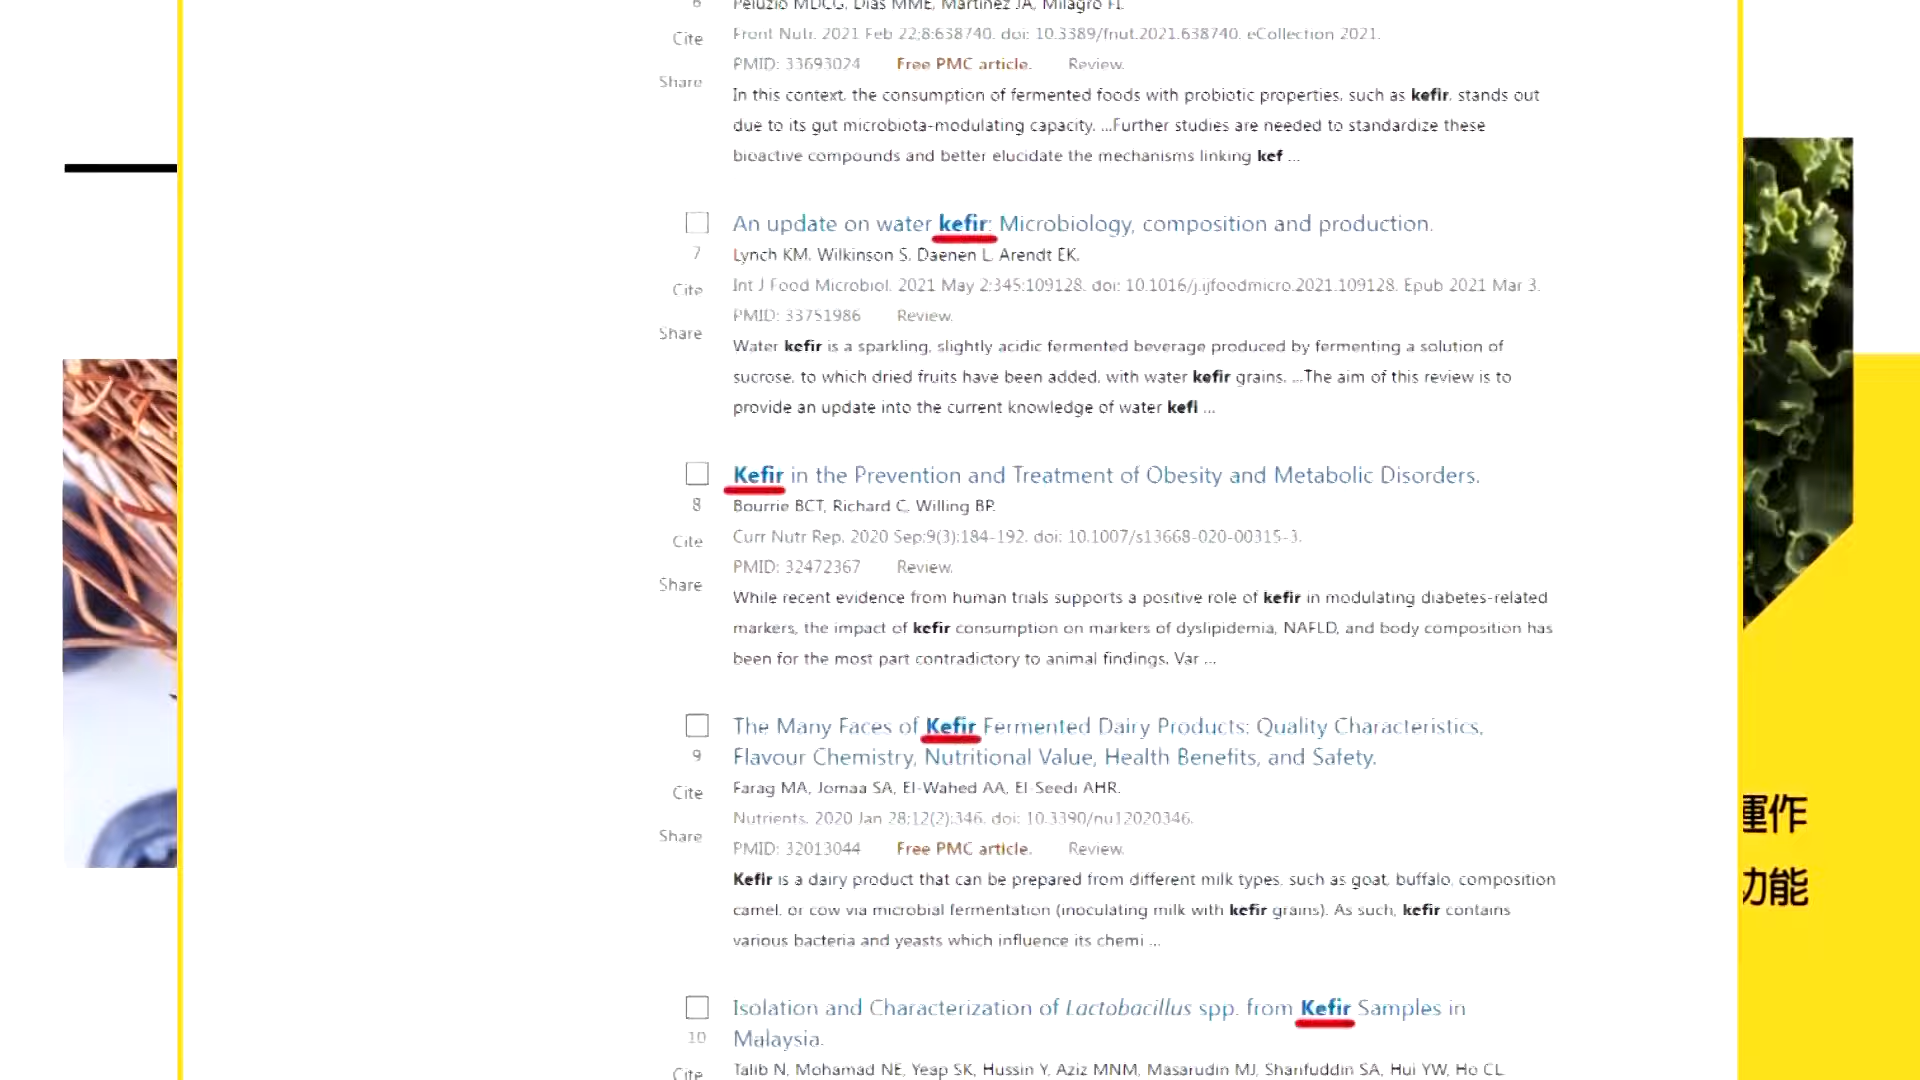 6
Peluzio MDCG, Dias MME, Martinez JA, Milagro FI.
Cite
Front Nutr. 2021 Feb 22;8:638740. doi: 10.3389/fnut.2021.638740. eCollection 2021.
PMID: 33693024 Free PMC article. Review.
Share
In this context, the consumption of fermented foods with probiotic properties, such as kefir, stands out
due to its gut microbiota-modulating capacity. ...Further studies are needed to standardize these
bioactive compounds and better elucidate the mechanisms linking kef ...
An update on water kefir: Microbiology, composition and production.
7
Lynch KM, Wilkinson S, Daenen L, Arendt EK.
Cite
Int J Food Microbiol. 2021 May 2;345:109128. doi: 10.1016/j.ijfoodmicro.2021.109128. Epub 2021 Mar 3.
PMID: 33751986 Review.
Share
Water kefir is a sparkling, slightly acidic fermented beverage produced by fermenting a solution of
sucrose, to which dried fruits have been added, with water kefir grains. ...The aim of this review is to
provide an update into the current knowledge of water kefi ...
Kefir in the Prevention and Treatment of Obesity and Metabolic Disorders.
8
Bourrie BCT, Richard C, Willing BP.
Cite
Curr Nutr Rep. 2020 Sep;9(3):184-192. doi: 10.1007/s13668-020-00315-3.
PMID: 32472367 Review.
Share
While recent evidence from human trials supports a positive role of kefir in modulating diabetes-related
markers, the impact of kefir consumption on markers of dyslipidemia, NAFLD, and body composition has
been for the most part contradictory to animal findings. Var ...
The Many Faces of Kefir Fermented Dairy Products: Quality Characteristics,
Flavour Chemistry, Nutritional Value, Health Benefits, and Safety.
9
Farag MA, Jomaa SA, El-Wahed AA, El-Seedi AHR.
Cite
Nutrients. 2020 Jan 28;12(2):346. doi: 10.3390/nu12020346.
PMID: 32013044 Free PMC article. Review.
Share
Kefir is a dairy product that can be prepared from different milk types, such as goat, buffalo, composition
camel, or cow via microbial fermentation (inoculating milk with kefir grains). As such, kefir contains
various bacteria and yeasts which influence its chemi ...
Isolation and Characterization of Lactobacillus spp. from Kefir Samples in
Malaysia.
10
Talib N, Mohamad NE, Yeap SK, Hussin Y, Aziz MNM, Masarudin MJ, Sharifuddin SA, Hui YW, Ho CL
Cite
運作
功能